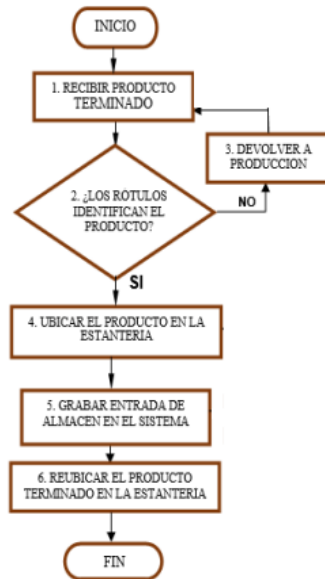 INICIO
1. RECIBIR PRODUCTO
TERMINADO
2. ¿LOS ROTULOS
IDENTIFICAN EL
PRODUCTO?
NO
3. DEVOLVER A
PRODUCCION
SI
4. UBICAR EL PRODUCTO EN LA
ESTANTERIA
5. GRABAR ENTRADA DE
ALMACEN EN EL SISTEMA
6. REUBICAR EL PRODUCTO
TERMINADO EN LA ESTANTERIA
FIN